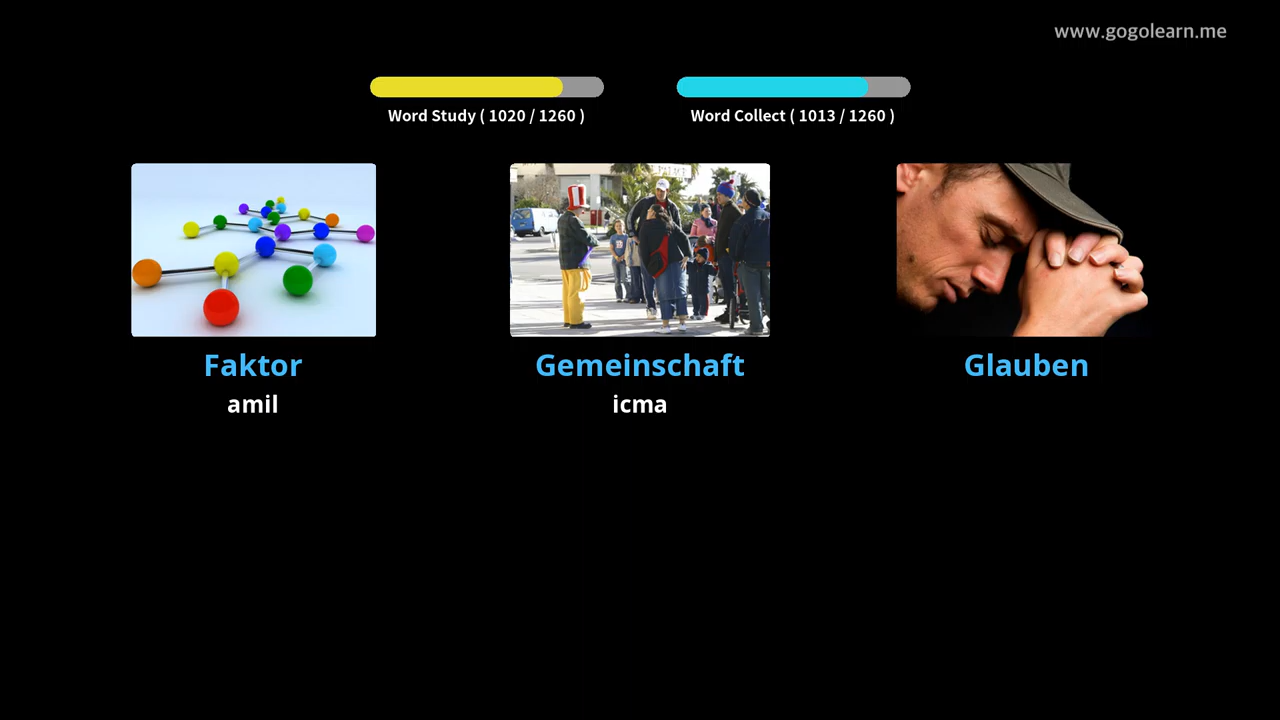 www.gogolearn.me
Word Study ( 1020 / 1260 )
Word Collect ( 1013 / 1260 )
Faktor
Gemeinschaft
Glauben
amil
icma